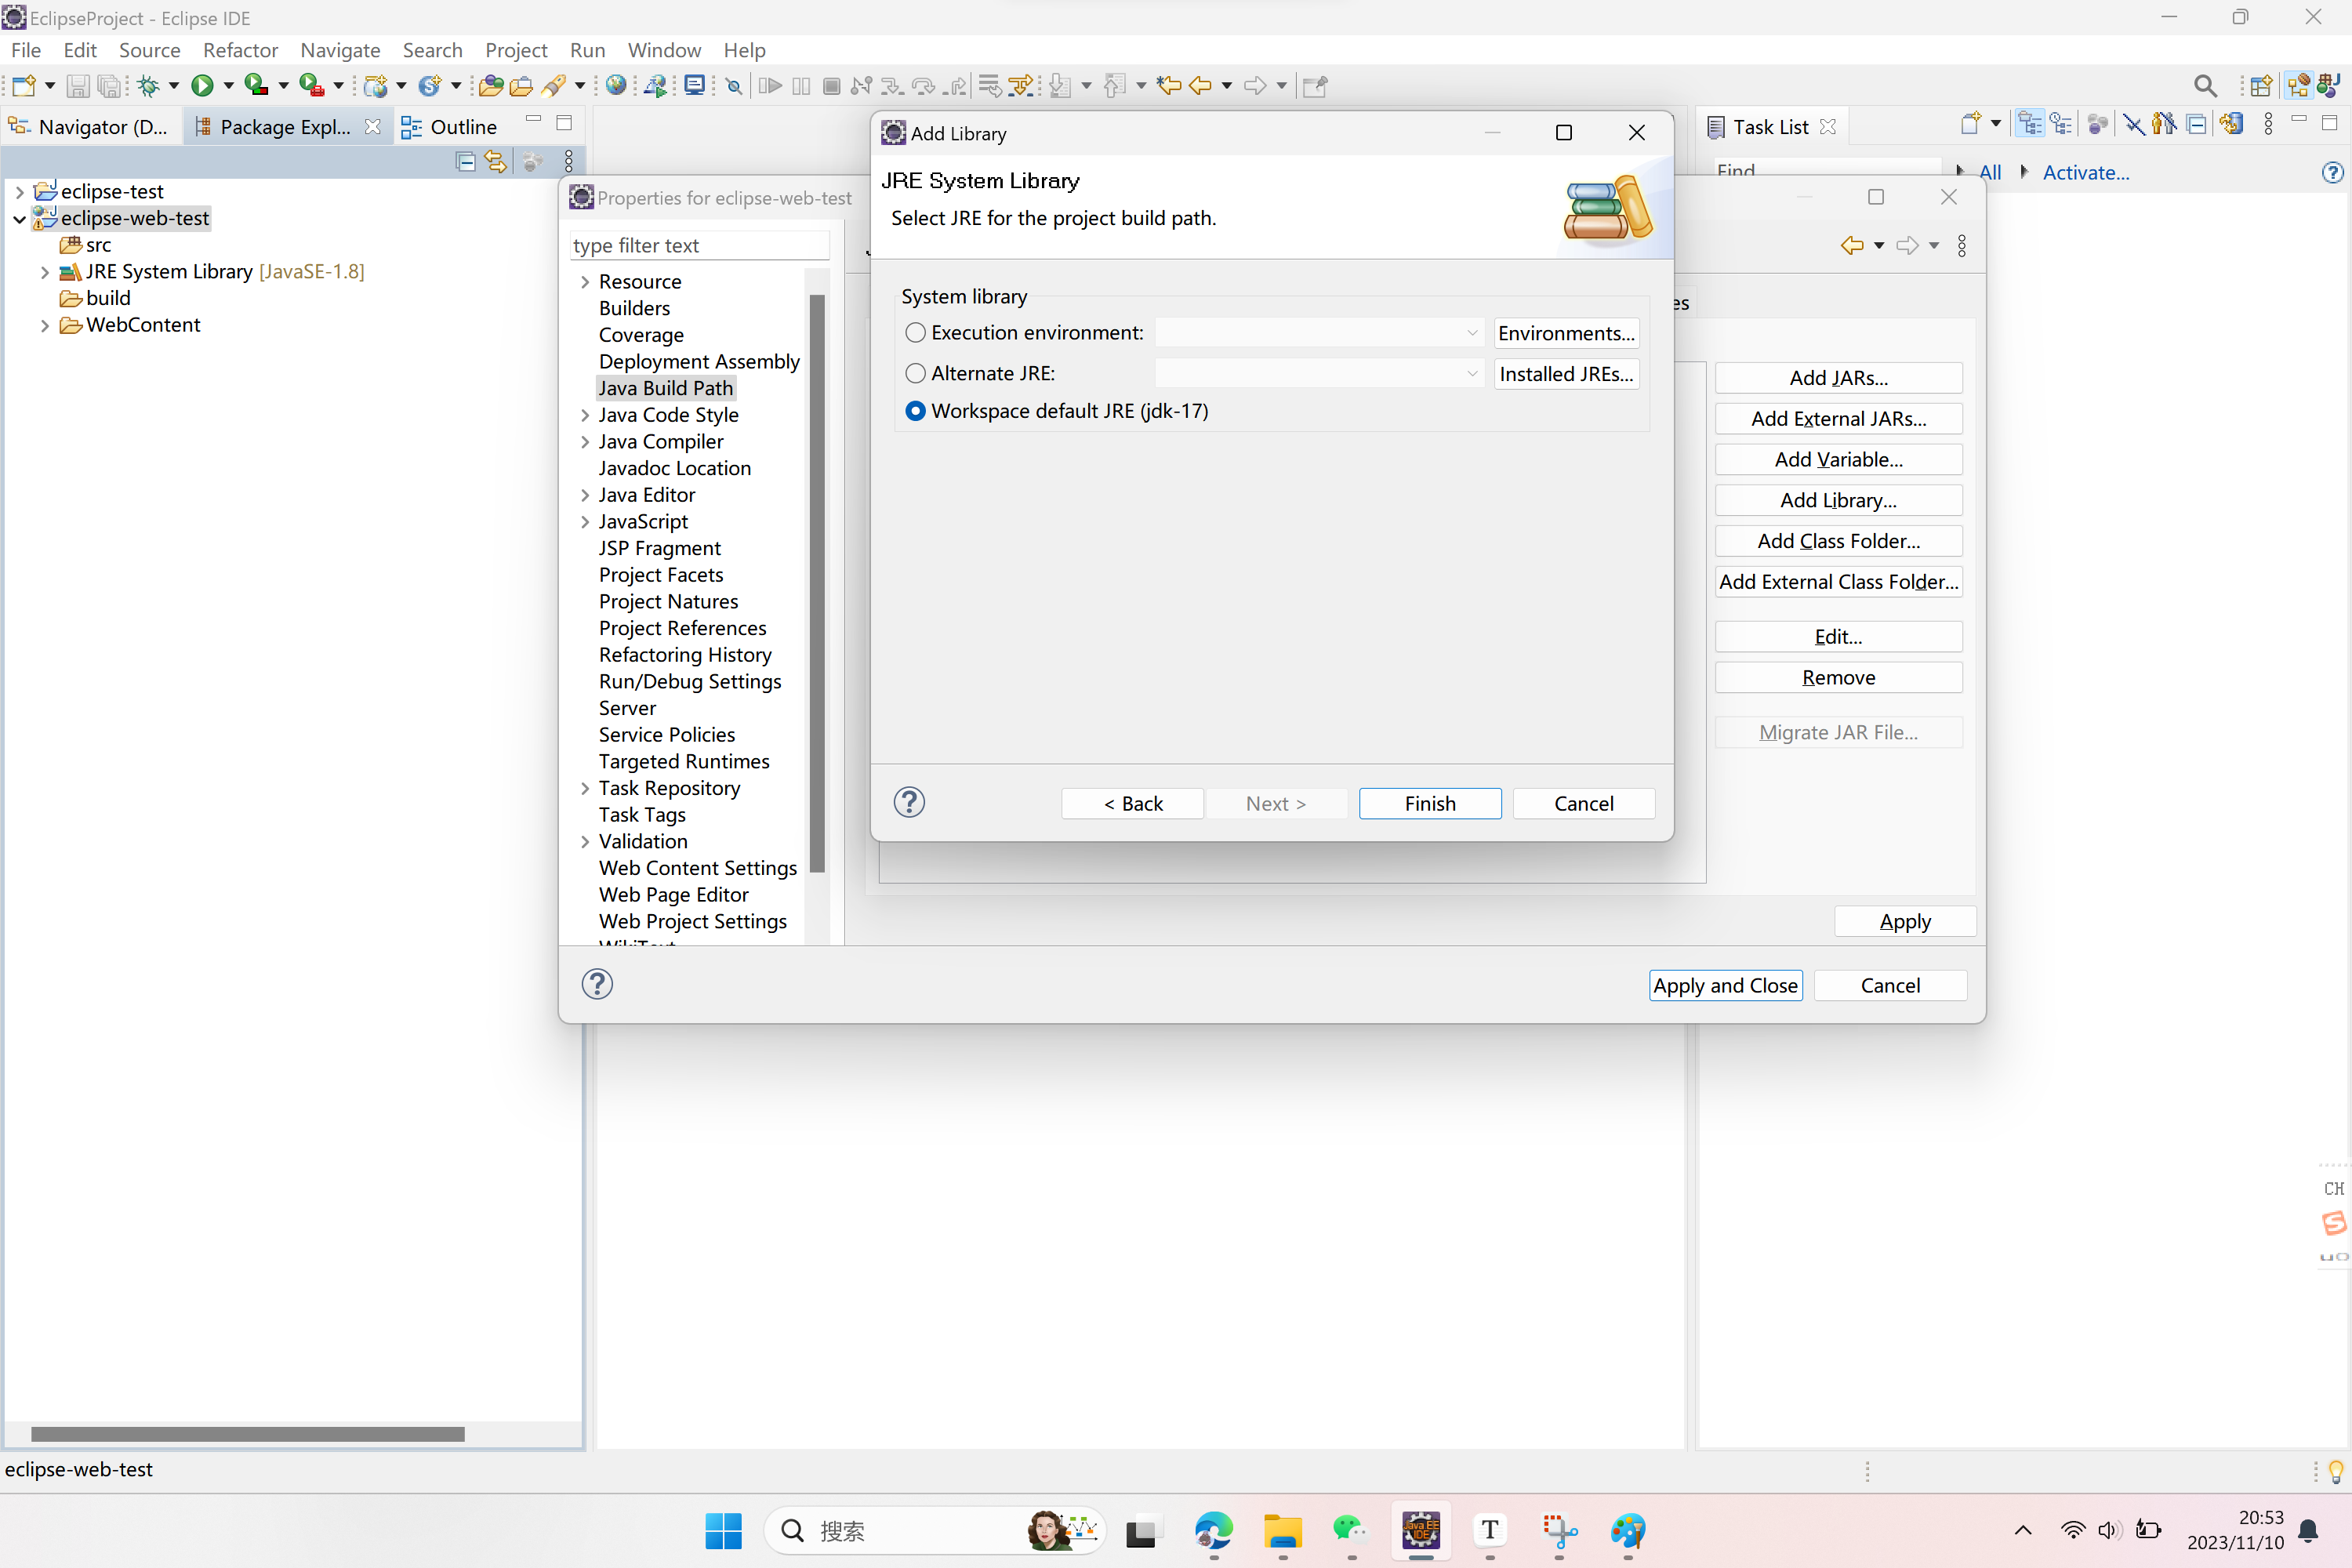 EclipseProject - Eclipse IDE
File Edit Source Refactor Navigate Search Project Run Window Help
Navigator (D...
Package Expl...
Outline
eclipse-test
eclipse-web-test
src
JRE System Library [JavaSE-1.8]
build
WebContent
Task List
Find
All
Activate...
Properties for eclipse-web-test
type filter text
Resource
Builders
Coverage
Deployment Assembly
Java Build Path
Java Code Style
Java Compiler
Javadoc Location
Java Editor
JavaScript
JSP Fragment
Project Facets
Project Natures
Project References
Refactoring History
Run/Debug Settings
Server
Service Policies
Targeted Runtimes
Task Repository
Task Tags
Validation
Web Content Settings
Web Page Editor
Web Project Settings
WikiText
Add Library
JRE System Library
Select JRE for the project build path.
System library
Execution environment:
Environments...
Alternate JRE:
Installed JREs...
Workspace default JRE (jdk-17)
< Back
Next >
Finish
Cancel
es
Add JARs...
Add External JARs...
Add Variable...
Add Library...
Add Class Folder...
Add External Class Folder...
Edit...
Remove
Migrate JAR File...
Apply
Apply and Close
Cancel
CH
eclipse-web-test
搜索
Java EE
IDE
T
20:53
2023/11/10